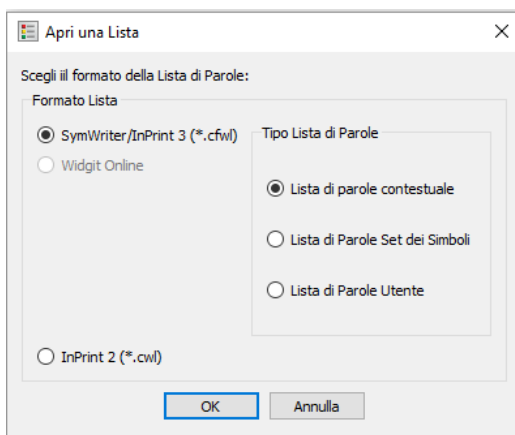 Apri una Lista
Scegli iil formato della Lista di Parole:
Formato Lista
SymWriter/InPrint 3 (*.cfwl)
Widgit Online
Tipo Lista di Parole
Lista di parole contestuale
Lista di Parole Set dei Simboli
Lista di Parole Utente
InPrint 2 (*.cwl)
OK
Annulla